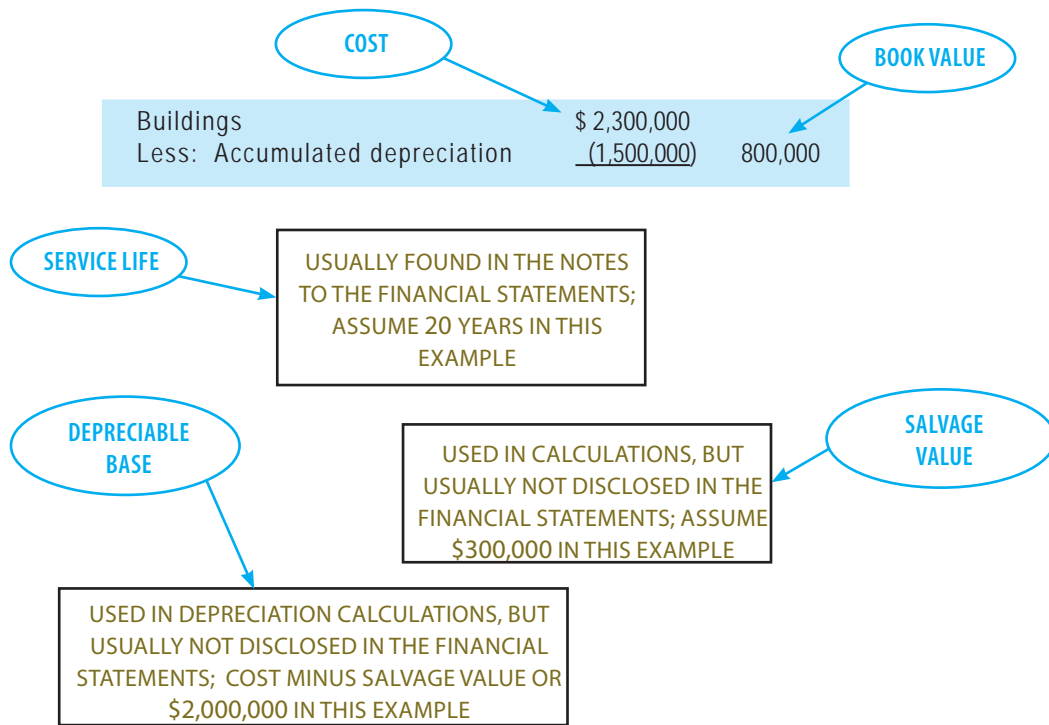 COST
BOOK VALUE
Buildings $ 2,300,000
Less: Accumulated depreciation (1,500,000) 800,000
SERVICE LIFE
USUALLY FOUND IN THE NOTES
TO THE FINANCIAL STATEMENTS;
ASSUME 20 YEARS IN THIS
EXAMPLE
DEPRECIABLE
BASE
SALVAGE
VALUE
USED IN CALCULATIONS, BUT
USUALLY NOT DISCLOSED IN THE
FINANCIAL STATEMENTS; ASSUME
$300,000 IN THIS EXAMPLE
USED IN DEPRECIATION CALCULATIONS, BUT
USUALLY NOT DISCLOSED IN THE FINANCIAL
STATEMENTS; COST MINUS SALVAGE VALUE OR
$2,000,000 IN THIS EXAMPLE